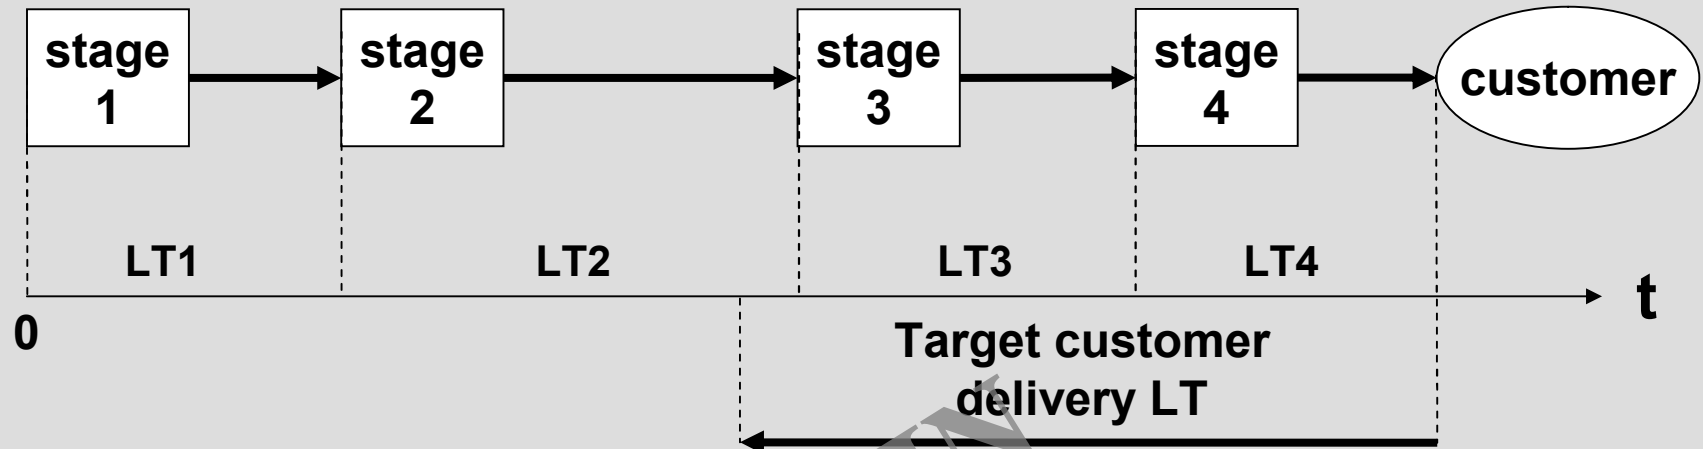 stage
1
stage
2
stage
3
stage
4
customer
LT1
LT2
LT3
LT4
t
0
Target customer
delivery LT